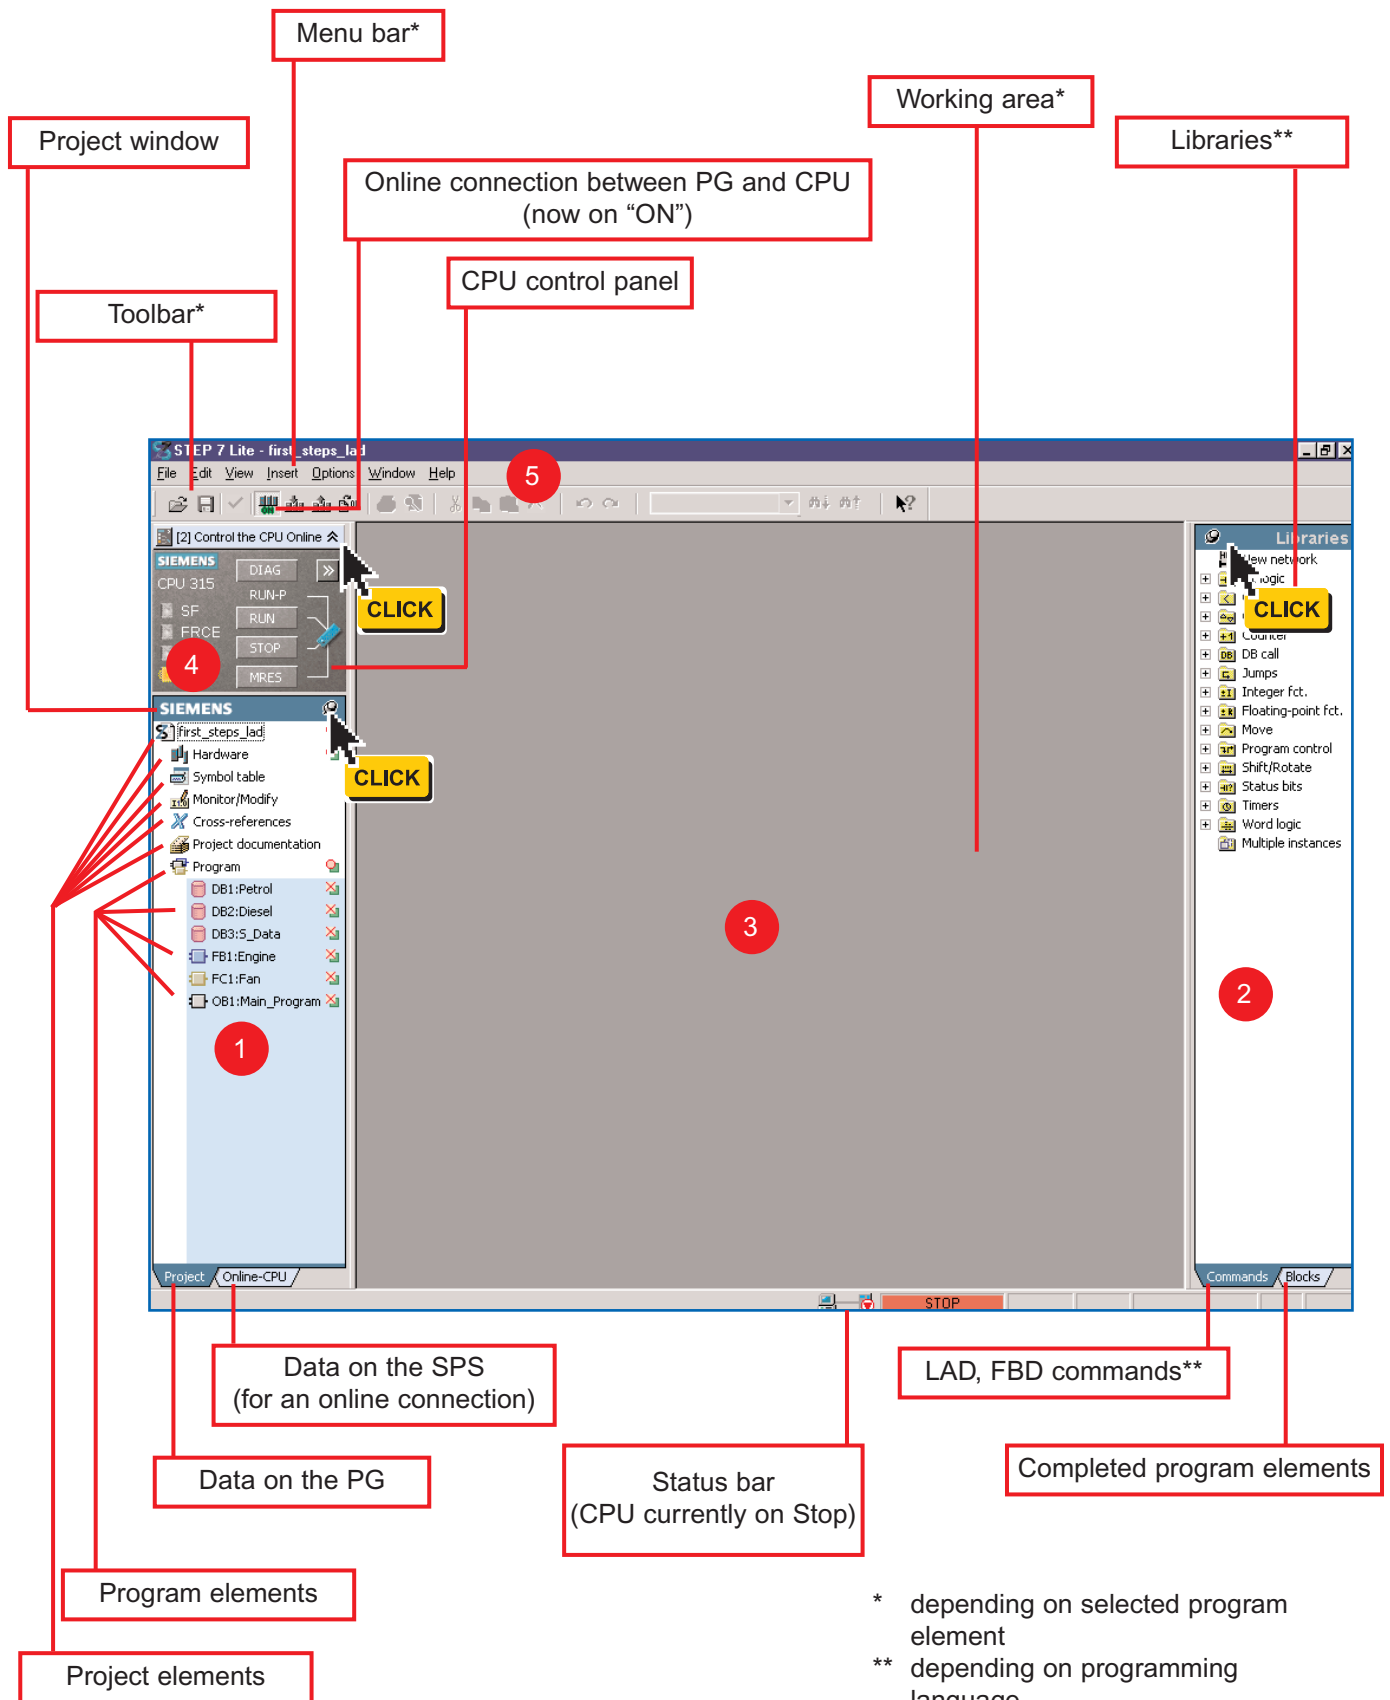 Menu bar*
Working area*
Project window
Libraries**
Online connection between PG and CPU
(now on “ON”)
CPU control panel
Toolbar*
STEP 7 Lite - first_steps_lad
File Edit View Insert Options Window Help
5
ON
[2] Control the CPU Online
SIEMENS
CPU 315
DIAG
RUN-P
SF
RUN
FRCE
STOP
4
MRES
CLICK
SIEMENS
first_steps_lad
Hardware
CLICK
Symbol table
Monitor/Modify
Cross-references
Project documentation
Program
DB1:Petrol
DB2:Diesel
DB3:S_Data
FB1:Engine
FC1:Fan
OB1:Main_Program
1
3
Libraries
New network
logic
CLICK
Counter
DB call
Jumps
Integer fct.
Floating-point fct.
Move
Program control
Shift/Rotate
Status bits
Timers
Word logic
Multiple instances
2
Project Online-CPU
Commands Blocks
STOP
Data on the SPS
(for an online connection)
LAD, FBD commands**
Data on the PG
Status bar
(CPU currently on Stop)
Completed program elements
Program elements
Project elements
* depending on selected program
element
** depending on programming
language